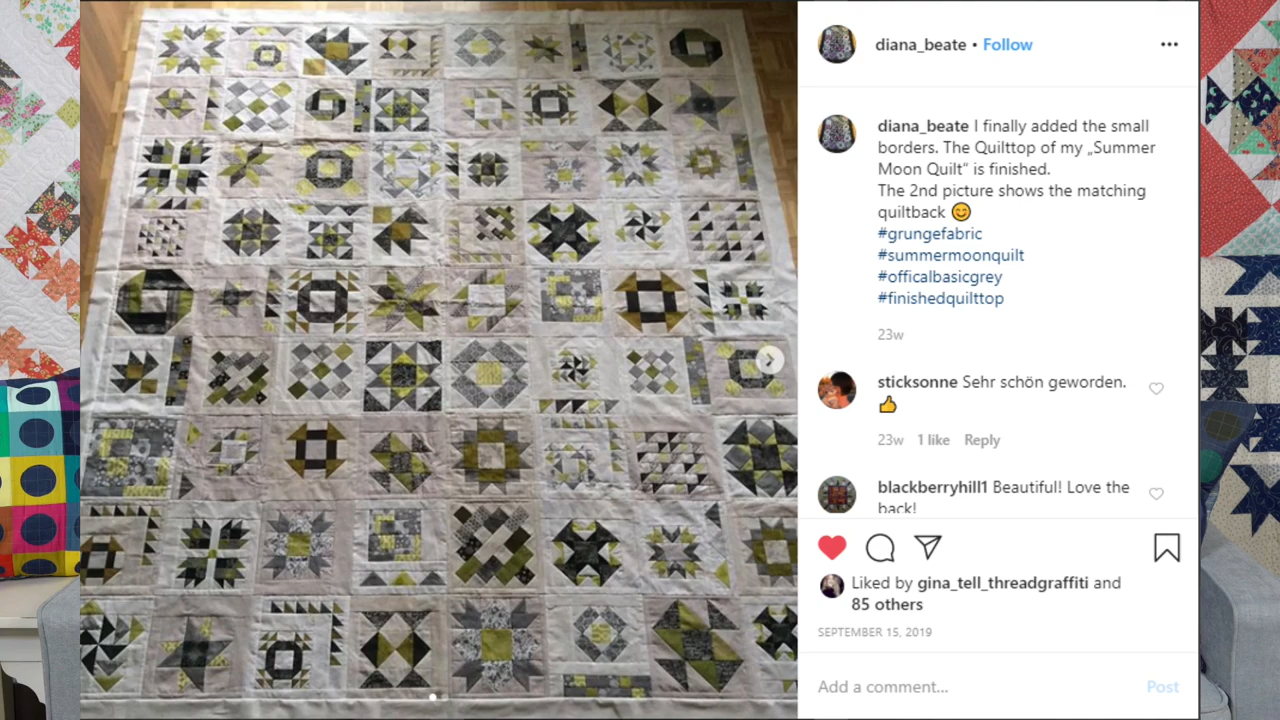 diana_beate • Follow
diana_beate I finally added the small
borders. The Quilttop of my „Summer
Moon Quilt“ is finished.
The 2nd picture shows the matching
quiltback 😊
#grungefabric
#summermoonquilt
#officalbasicgrey
#finishedquilttop
23w
sticksonne Sehr schön geworden.
👍
23w 1 like Reply
blackberryhill1 Beautiful! Love the
back!
Liked by gina_tell_threadgraffiti and
85 others
SEPTEMBER 15, 2019
Add a comment... Post